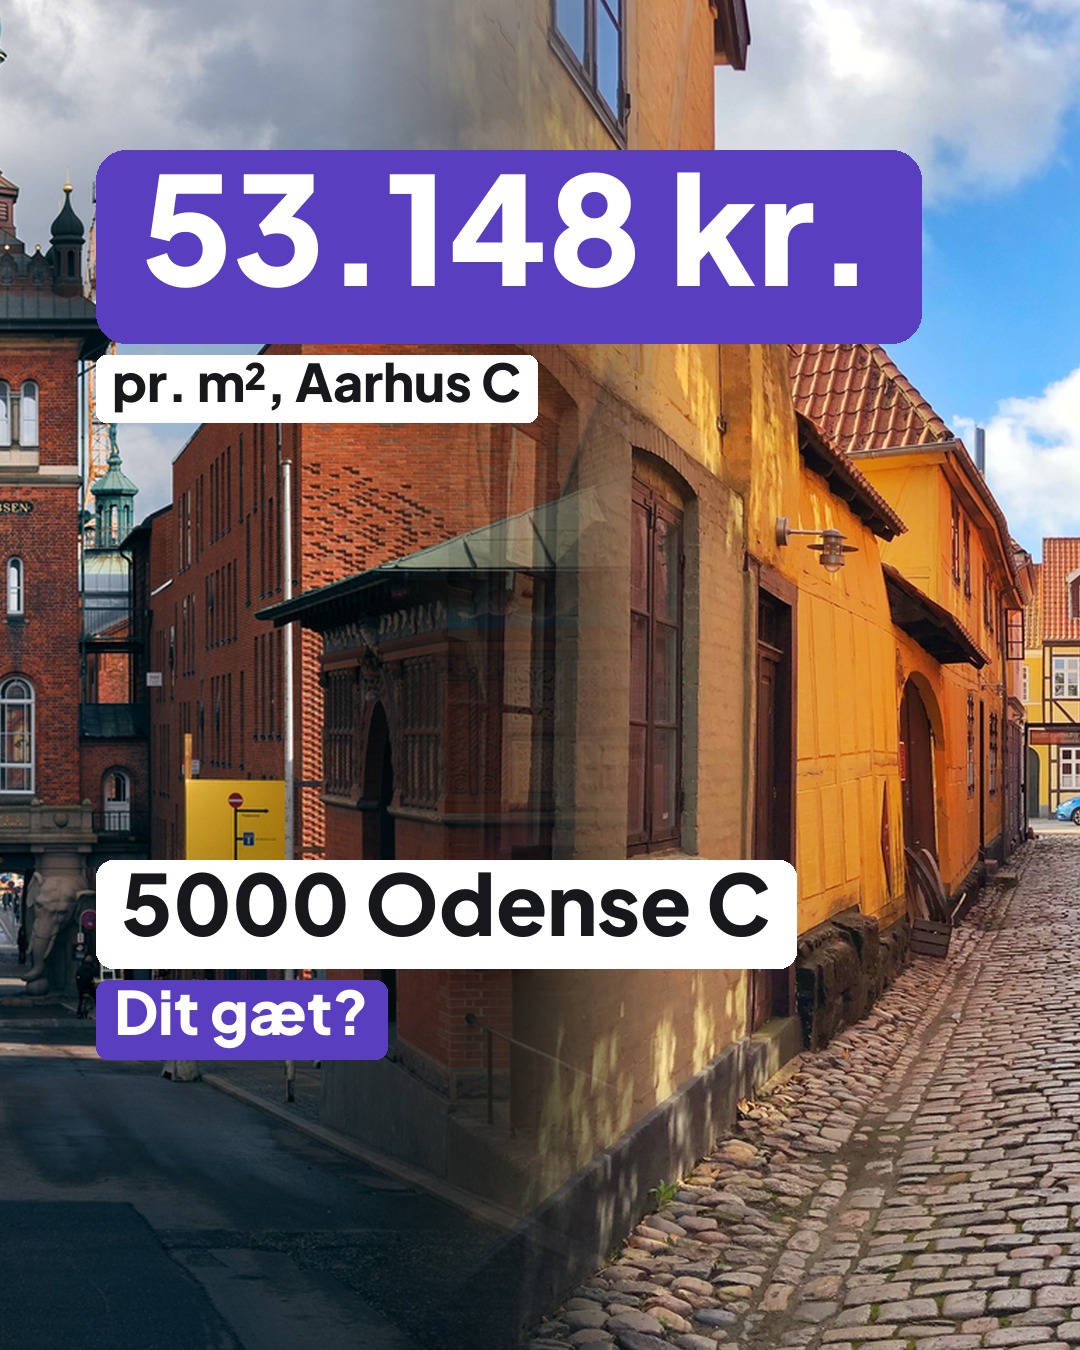 53.148 kr.
pr. m², Aarhus C
5000 Odense C
Dit gæt?